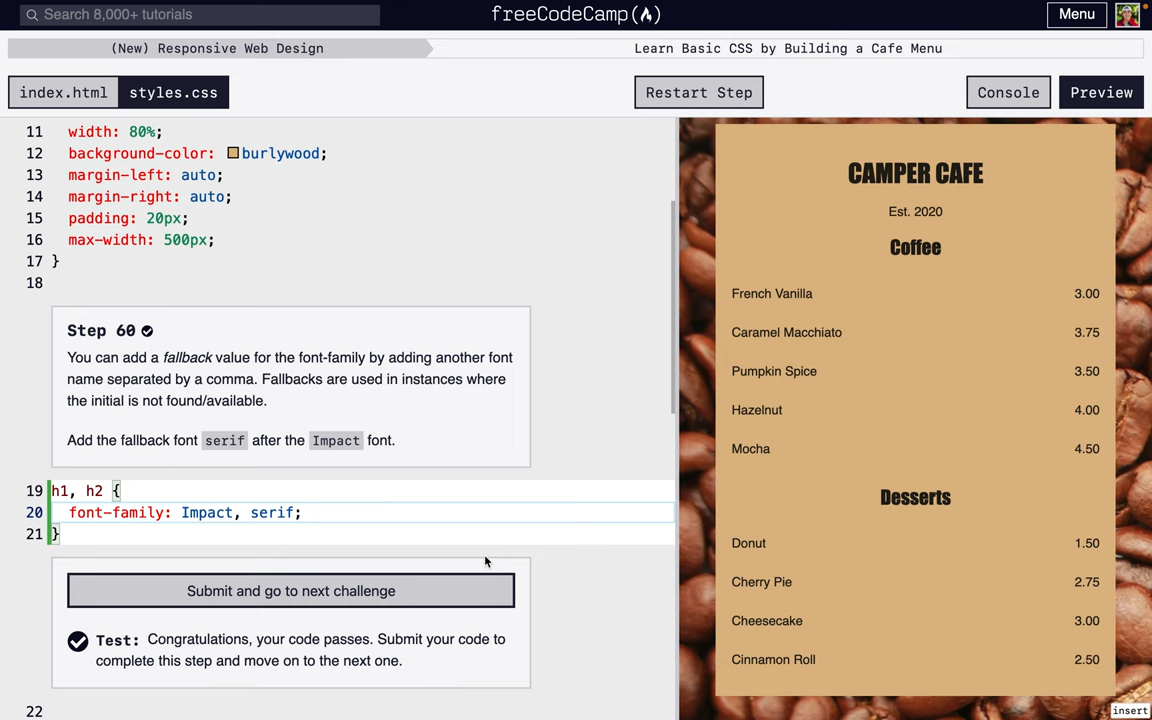 Search 8,000+ tutorials
freeCodeCamp
Menu
(New) Responsive Web Design
Learn Basic CSS by Building a Cafe Menu
index.html
styles.css
Restart Step
Console
Preview
11 width: 80%;
12 background-color: burlywood;
13 margin-left: auto;
14 margin-right: auto;
15 padding: 20px;
16 max-width: 500px;
17 }
18
Step 60
You can add a fallback value for the font-family by adding another font
name separated by a comma. Fallbacks are used in instances where
the initial is not found/available.
Add the fallback font serif after the Impact font.
19 h1, h2 {
20 font-family: Impact, serif;
21 }
Submit and go to next challenge
Test: Congratulations, your code passes. Submit your code to
complete this step and move on to the next one.
22
CAMPER CAFE
Est. 2020
Coffee
French Vanilla 3.00
Caramel Macchiato 3.75
Pumpkin Spice 3.50
Hazelnut 4.00
Mocha 4.50
Desserts
Donut 1.50
Cherry Pie 2.75
Cheesecake 3.00
Cinnamon Roll 2.50
insert